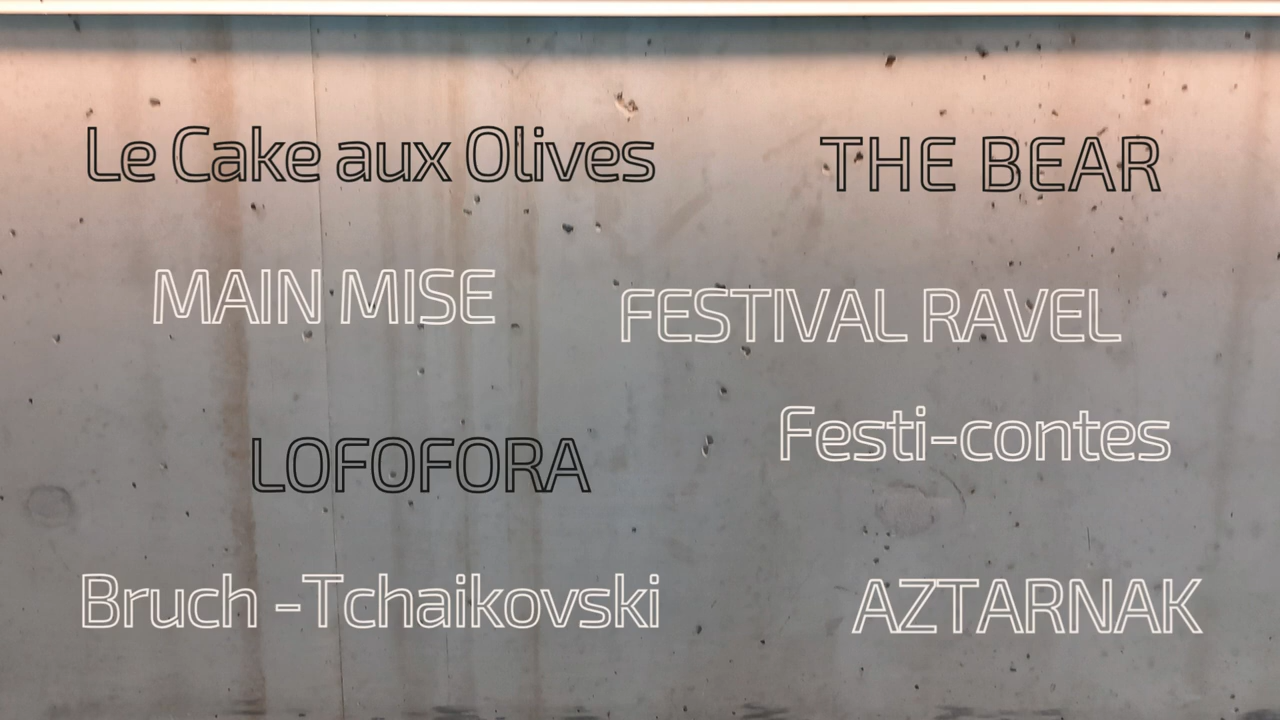 Le Cake aux Olives
THE BEAR
MAIN MISE
FESTIVAL RAVEL
Festi-contes
LOFOFORA
Bruch -Tchaikovski
AZTARNAK